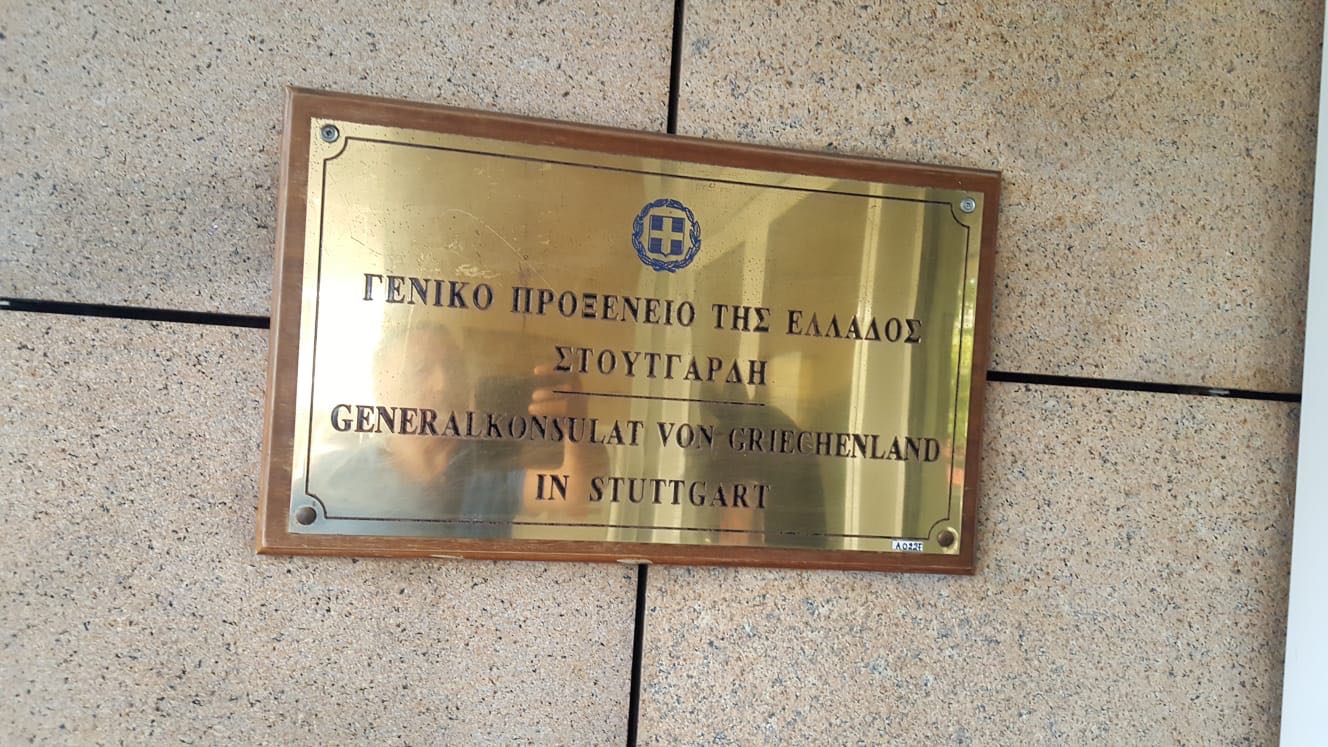 ΓΕΝΙΚΟ ΠΡΟΞΕΝΕΙΟ ΤΗΣ ΕΛΛΑΔΟΣ
ΣΤΟΥΤΓΑΡΔΗ
GENERALKONSULAT VON GRIECHENLAND
IN STUTTGART